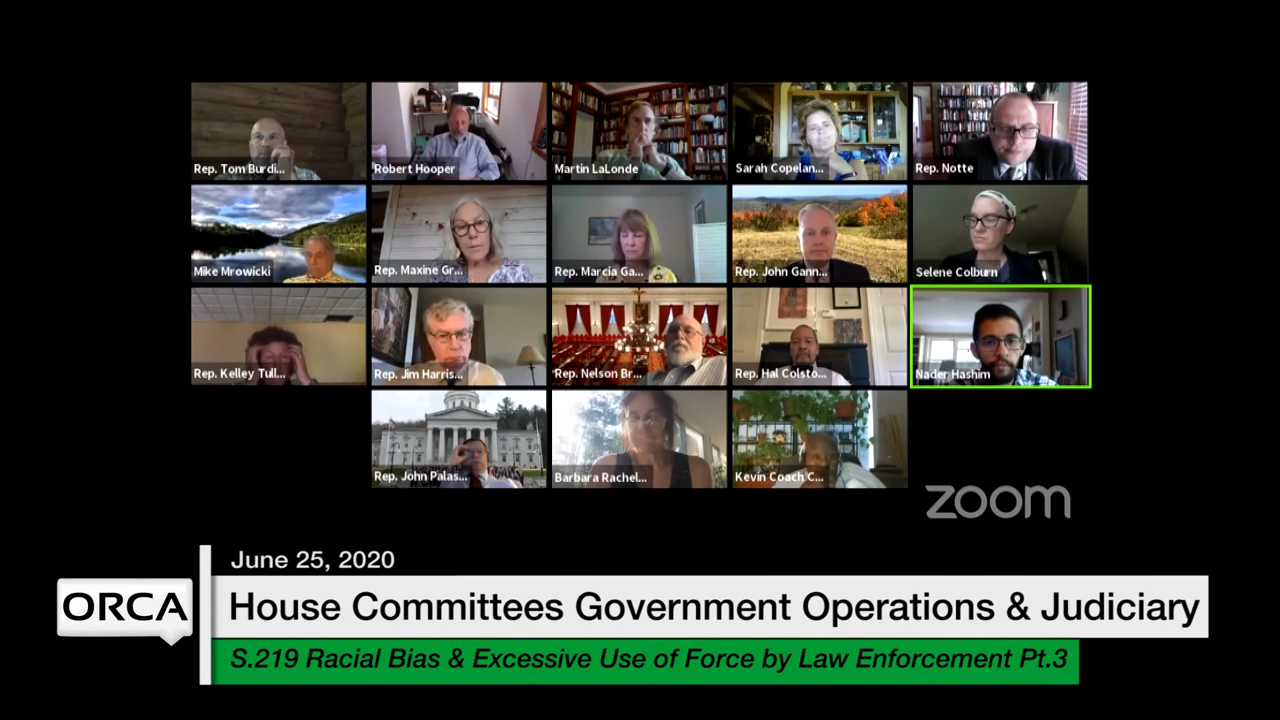 Rep. Tom Burdi...
Robert Hooper
Martin LaLonde
Sarah Copelan...
Rep. Notte
Mike Mrowicki
Rep. Maxine Gr...
Rep. Marcia Ga...
Rep. John Gann...
Selene Colburn
Rep. Kelley Tull...
Rep. Jim Harris...
Rep. Nelson Br...
Rep. Hal Colsto...
Nader Hashim
Rep. John Palas...
Barbara Rachel...
Kevin Coach C...
zoom
June 25, 2020
ORCA
House Committees Government Operations & Judiciary
S.219 Racial Bias & Excessive Use of Force by Law Enforcement Pt.3